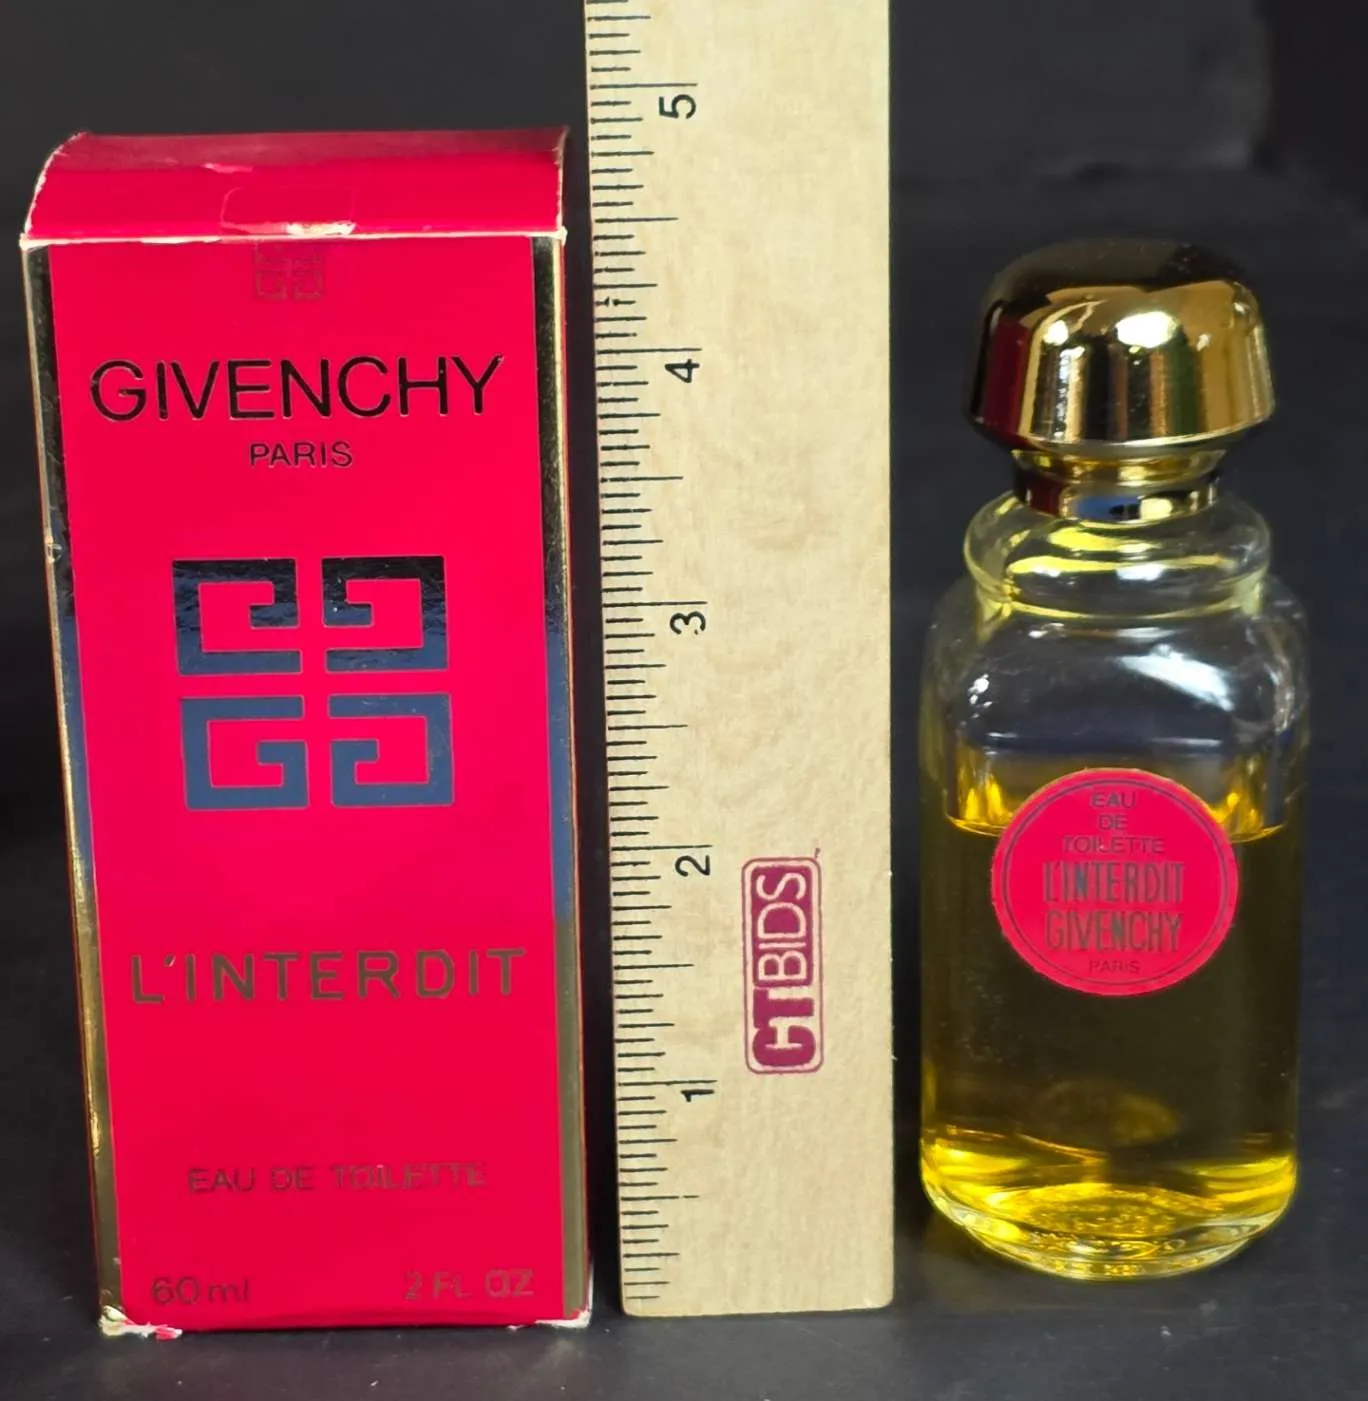 GIVENCHY
PARIS
L'INTERDIT
EAU DE TOILETTE
60 ml 2 FL OZ
5
4
3
2
1
CTBIDS
EAU
DE
TOILETTE
L'INTERDIT
GIVENCHY
PARIS